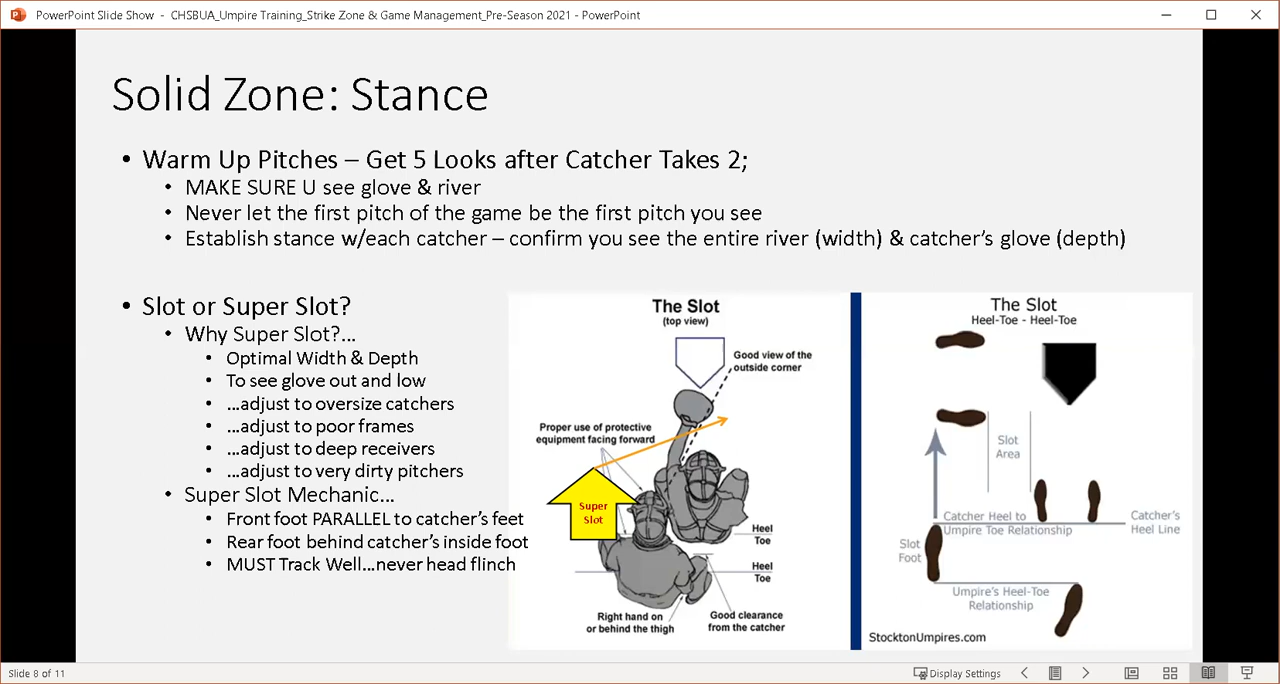 PowerPoint Slide Show - CHSBUA_Umpire Training_Strike Zone & Game Management_Pre-Season 2021 - PowerPoint
Solid Zone: Stance
• Warm Up Pitches – Get 5 Looks after Catcher Takes 2;
• MAKE SURE U see glove & river
• Never let the first pitch of the game be the first pitch you see
• Establish stance w/each catcher – confirm you see the entire river (width) & catcher's glove (depth)
• Slot or Super Slot?
• Why Super Slot?...
• Optimal Width & Depth
• To see glove out and low
• ...adjust to oversize catchers
• ...adjust to poor frames
• ...adjust to deep receivers
• ...adjust to very dirty pitchers
• Super Slot Mechanic...
• Front foot PARALLEL to catcher's feet
• Rear foot behind catcher's inside foot
• MUST Track Well...never head flinch
The Slot
(top view)
Good view of the
outside corner
Proper use of protective
equipment facing forward
Super
Slot
Heel
Toe
Heel
Toe
Right hand on
or behind the thigh
Good clearance
from the catcher
The Slot
Heel-Toe - Heel-Toe
Slot
Area
Catcher Heel to
Umpire Toe Relationship
Catcher's
Heel Line
Slot
Foot
Umpire's Heel-Toe
Relationship
StocktonUmpires.com
Slide 8 of 11
Display Settings